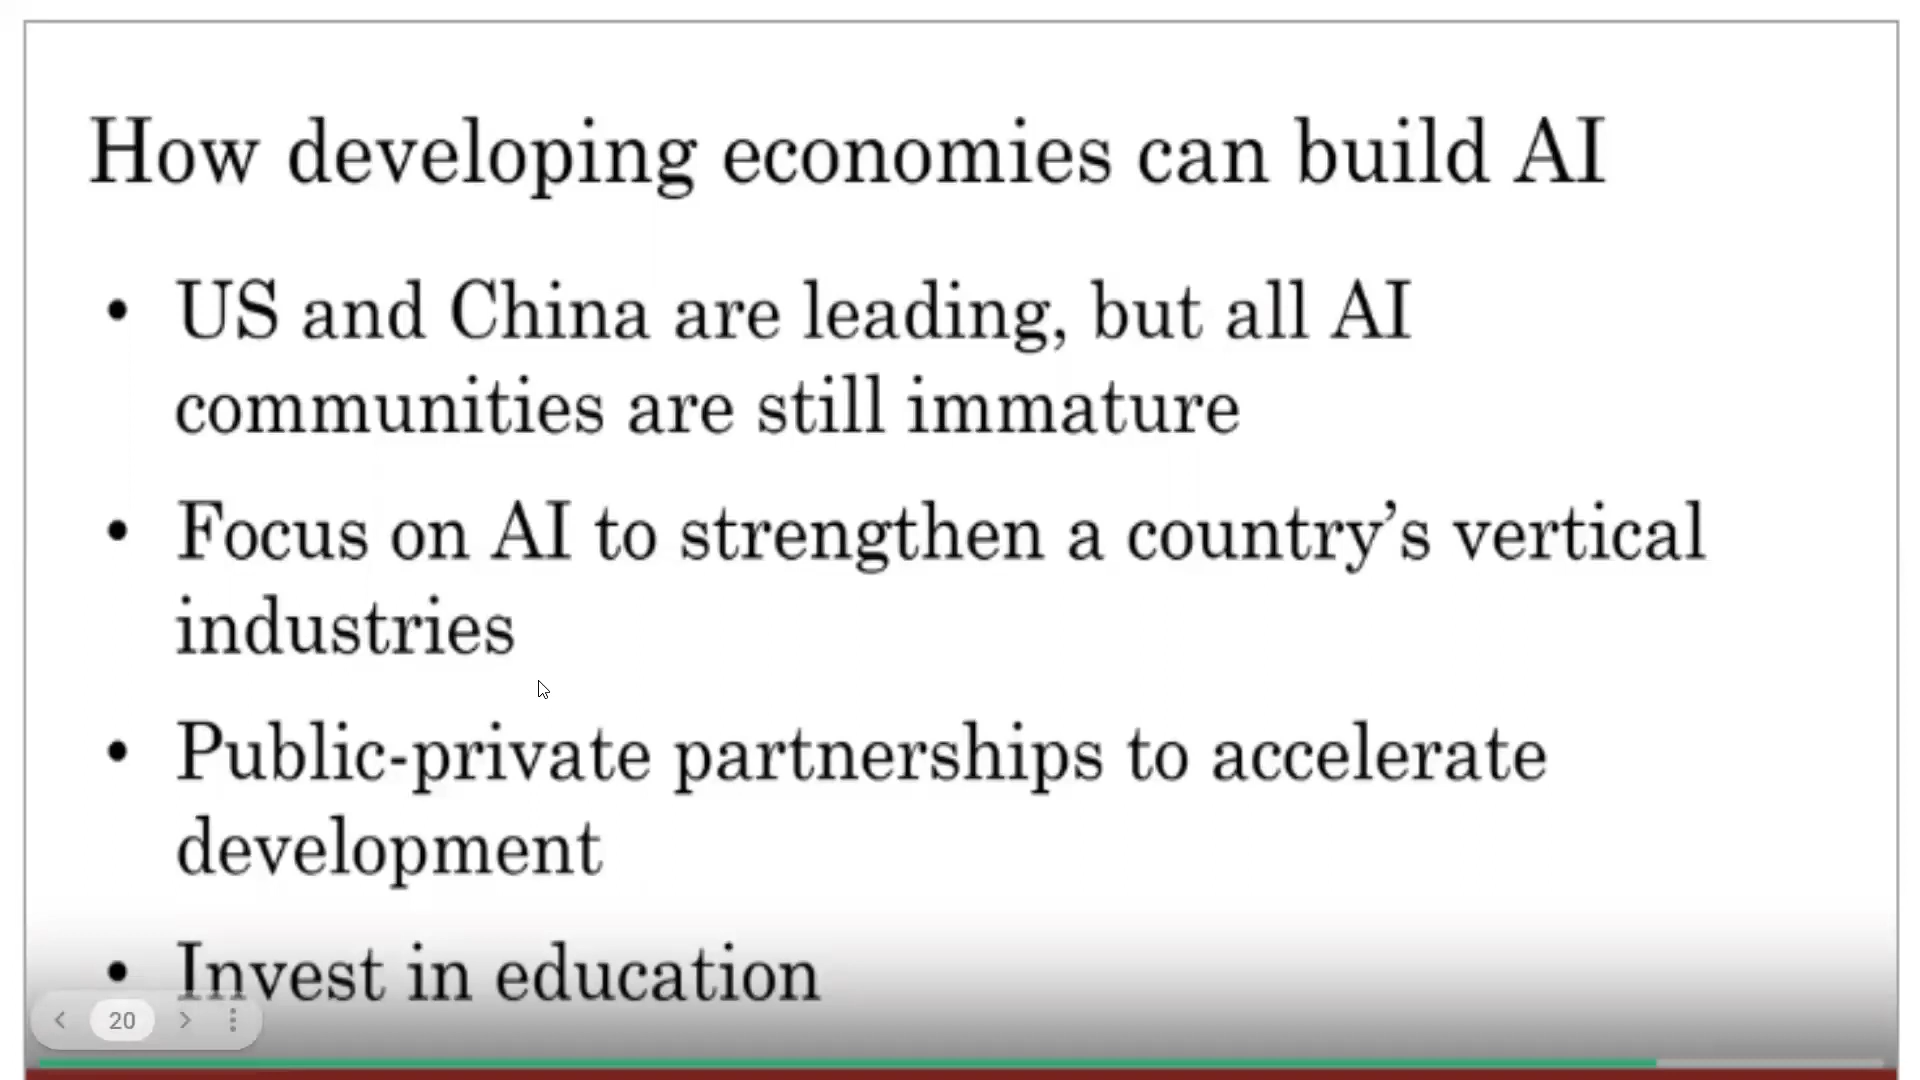 How developing economies can build AI
• US and China are leading, but all AI
communities are still immature
• Focus on AI to strengthen a country’s vertical
industries
• Public-private partnerships to accelerate
development
• Invest in education
20